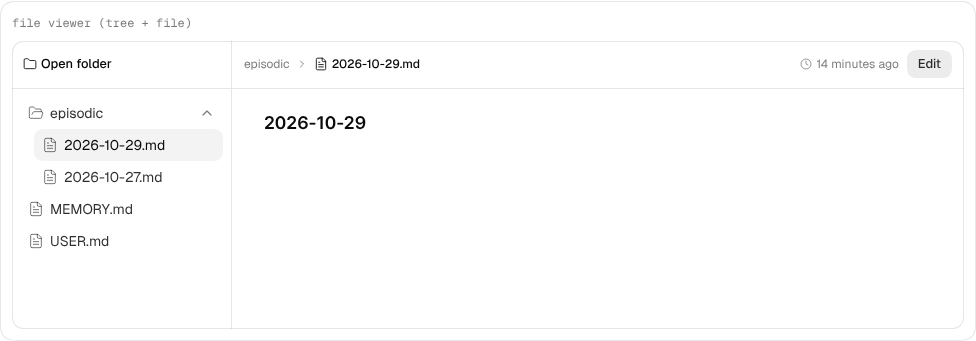 file viewer (tree + file)
Open folder
episodic > 2026-10-29.md
14 minutes ago
Edit
episodic
2026-10-29.md
2026-10-27.md
MEMORY.md
USER.md
2026-10-29